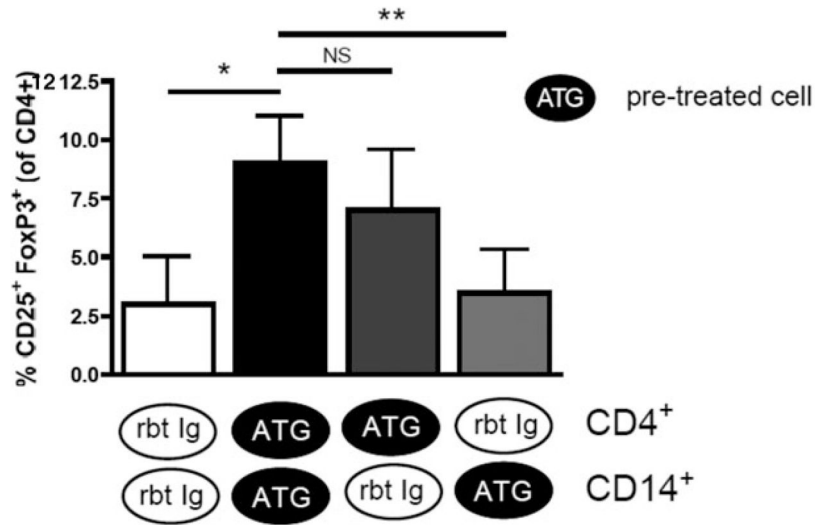 **
NS
*
% CD25+ FoxP3+ (of CD4+)
12 12.5
10.0
7.5
5.0
2.5
0.0
ATG pre-treated cell
rbt Ig ATG ATG rbt Ig CD4+
rbt Ig ATG rbt Ig ATG CD14+